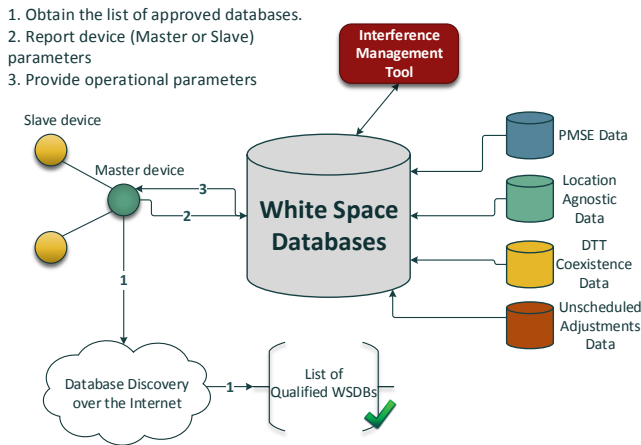 1. Obtain the list of approved databases.
2. Report device (Master or Slave)
parameters
3. Provide operational parameters
Interference
Management
Tool
Slave device
Master device
3
2
1
White Space
Databases
PMSE Data
Location
Agnostic
Data
DTT
Coexistence
Data
Unscheduled
Adjustments
Data
Database Discovery
over the Internet
1
List of
Qualified WSDBs